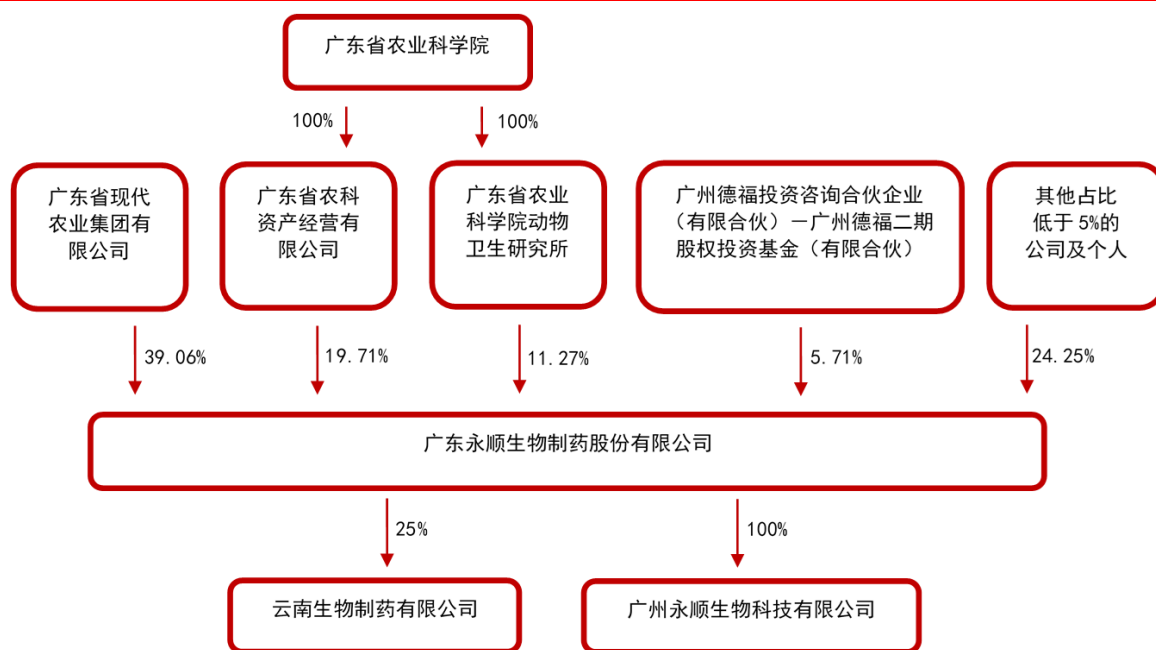 广东省农业科学院
100%
100%
广东省现代
农业集团有
限公司
广东省农科
资产经营有
限公司
广东省农业
科学院动物
卫生研究所
广州德福投资咨询合伙企业
（有限合伙）－广州德福二期
股权投资基金（有限合伙）
其他占比
低于 5%的
公司及个人
39.06%
19.71%
11.27%
5.71%
24.25%
广东永顺生物制药股份有限公司
25%
100%
云南生物制药有限公司
广州永顺生物科技有限公司